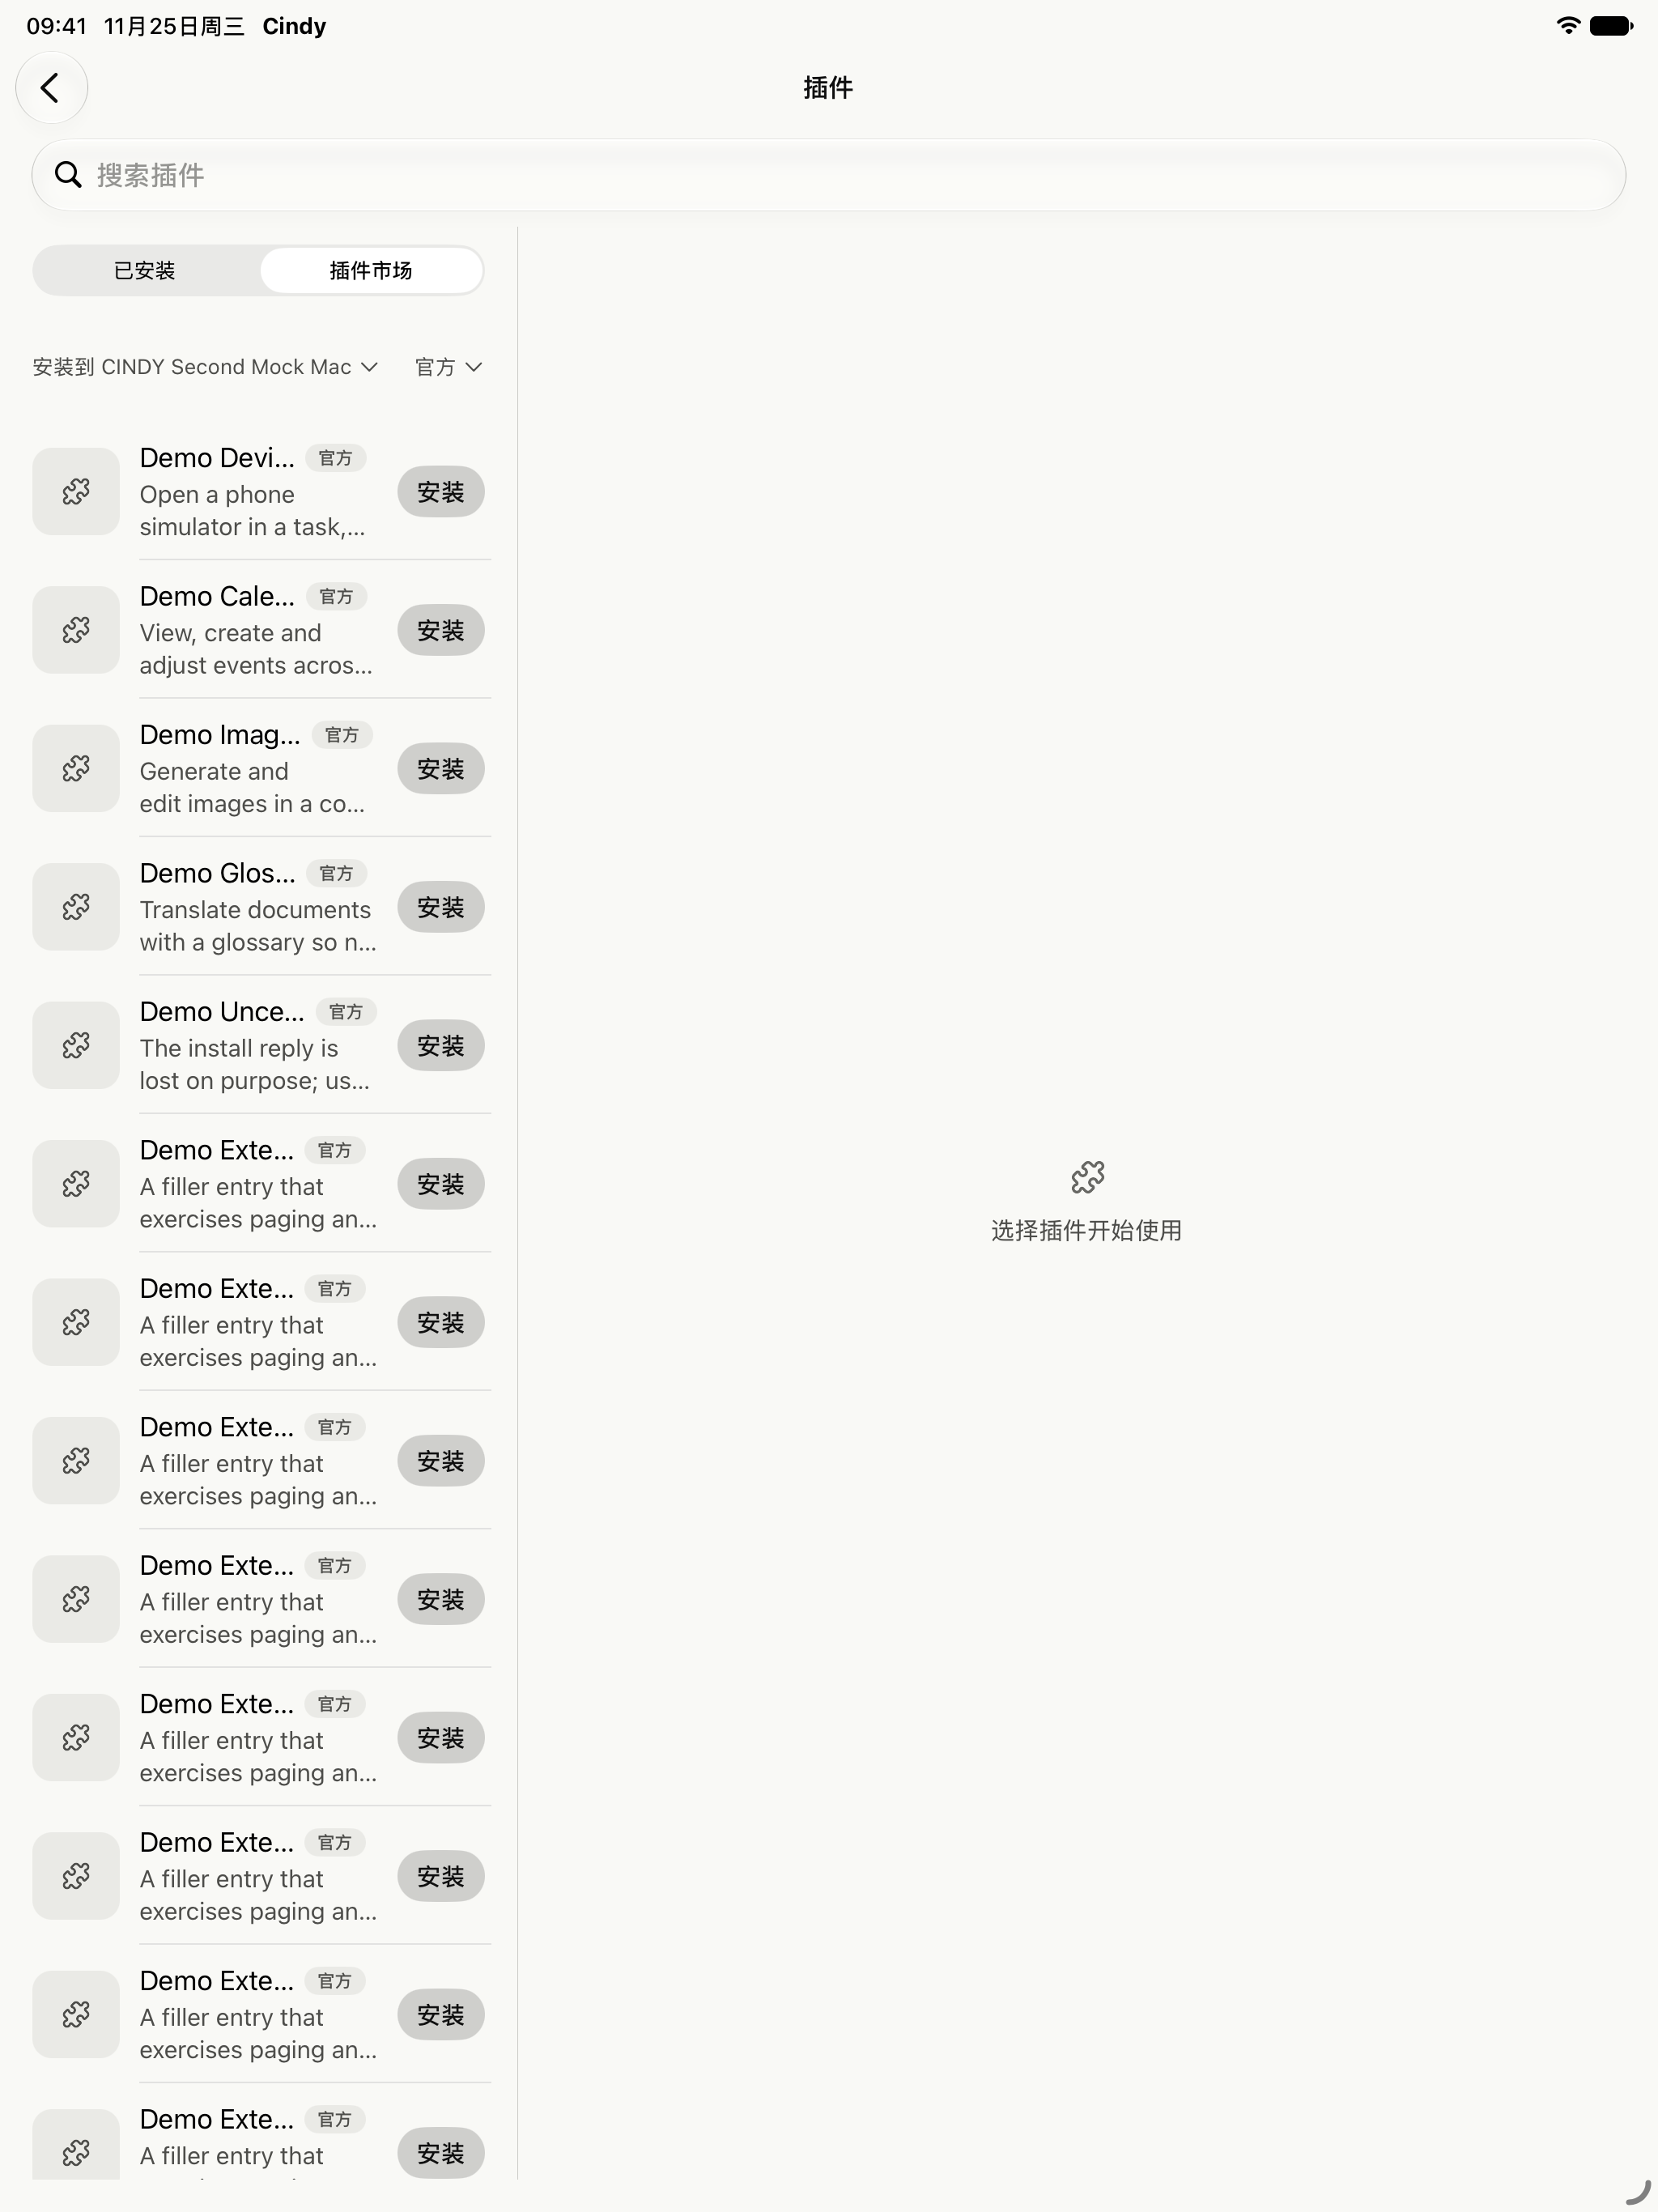 09:41 11月25日周三 Cindy
插件
搜索插件
已安装 插件市场
安装到 CINDY Second Mock Mac 官方
Demo Devi... 官方
Open a phone
simulator in a task,...
安装
Demo Cale... 官方
View, create and
adjust events acros...
安装
Demo Imag... 官方
Generate and
edit images in a co...
安装
Demo Glos... 官方
Translate documents
with a glossary so n...
安装
Demo Unce... 官方
The install reply is
lost on purpose; us...
安装
Demo Exte... 官方
A filler entry that
exercises paging an...
安装
Demo Exte... 官方
A filler entry that
exercises paging an...
安装
Demo Exte... 官方
A filler entry that
exercises paging an...
安装
Demo Exte... 官方
A filler entry that
exercises paging an...
安装
Demo Exte... 官方
A filler entry that
exercises paging an...
安装
Demo Exte... 官方
A filler entry that
exercises paging an...
安装
Demo Exte... 官方
A filler entry that
exercises paging an...
安装
Demo Exte... 官方
A filler entry that
安装
选择插件开始使用